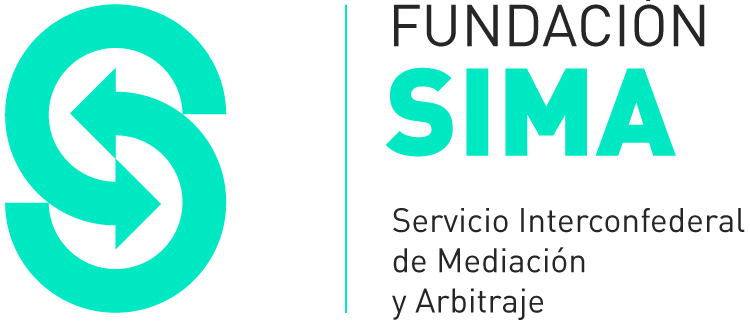 FUNDACIÓN
SIMA
Servicio Interconfederal
de Mediación
y Arbitraje